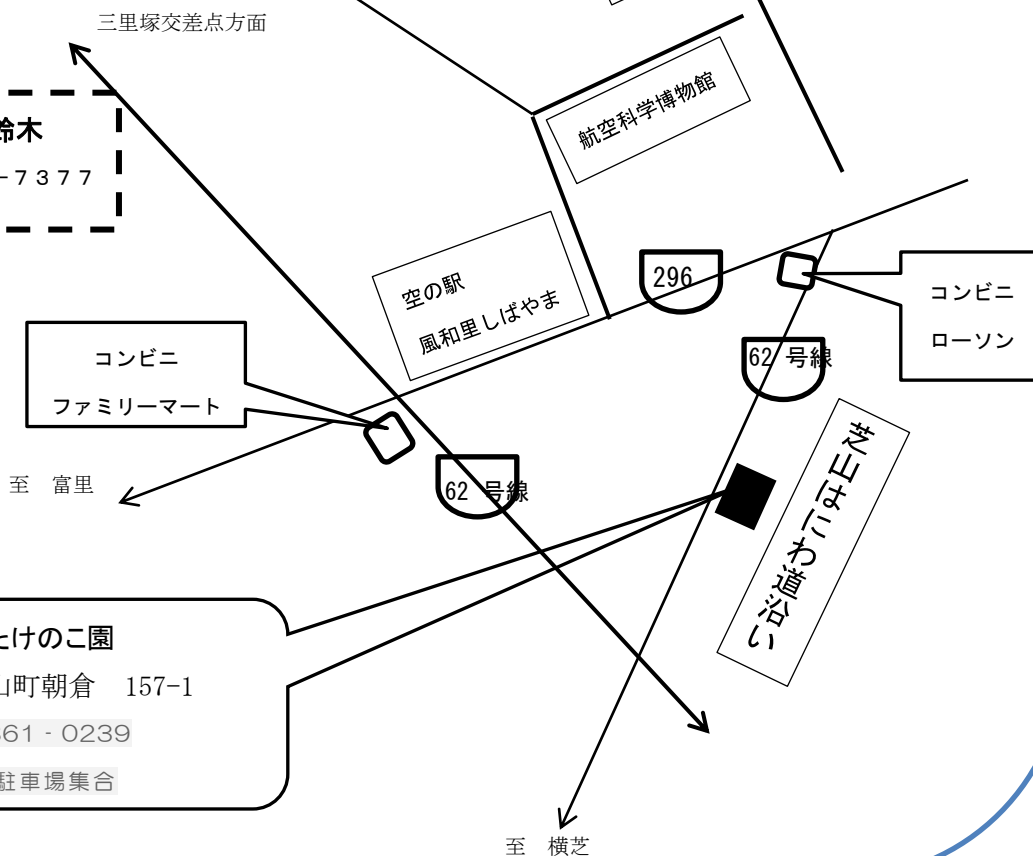 三里塚交差点方面
鈴木
-7377
航空科学博物館
空の駅
風和里しばやま
296
コンビニ
ローソン
62 号線
コンビニ
ファミリーマート
至 富里
62 号線
芝山はにわ道沿い
たけのこ園
山町朝倉 157-1
361‐0239
駐車場集合
至 横芝